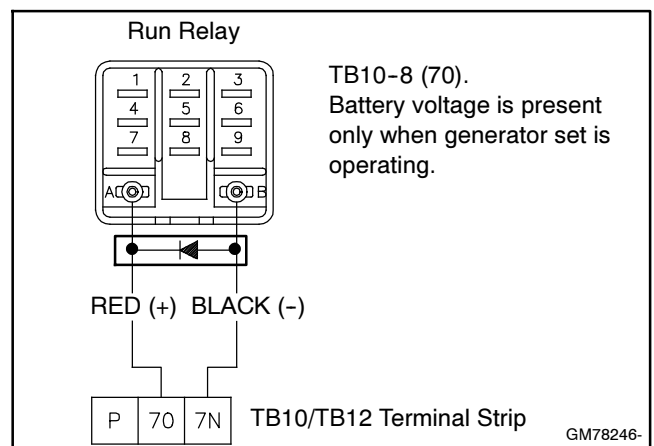 Run Relay
1 2 3
4 5 6
7 8 9
A B
TB10-8 (70).
Battery voltage is present
only when generator set is
operating.
RED (+) BLACK (-)
P 70 7N
TB10/TB12 Terminal Strip
GM78246-